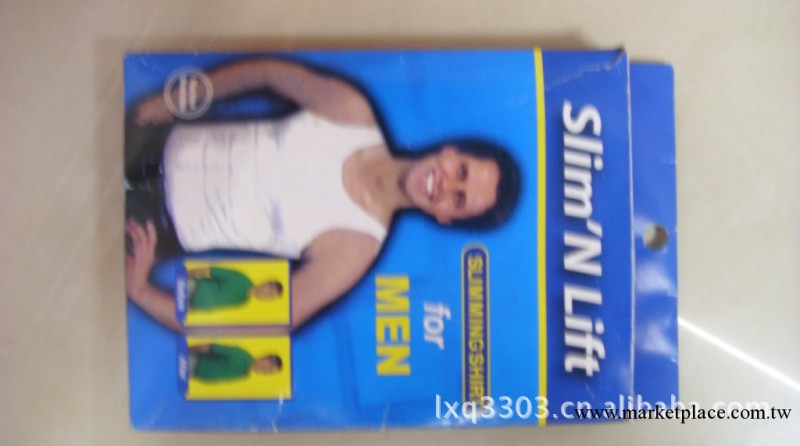 Slim'N Lift
SLIMMING SHIRT
for
MEN
lxq3303.cn.alibaba.com
www.marketplace.com.tw